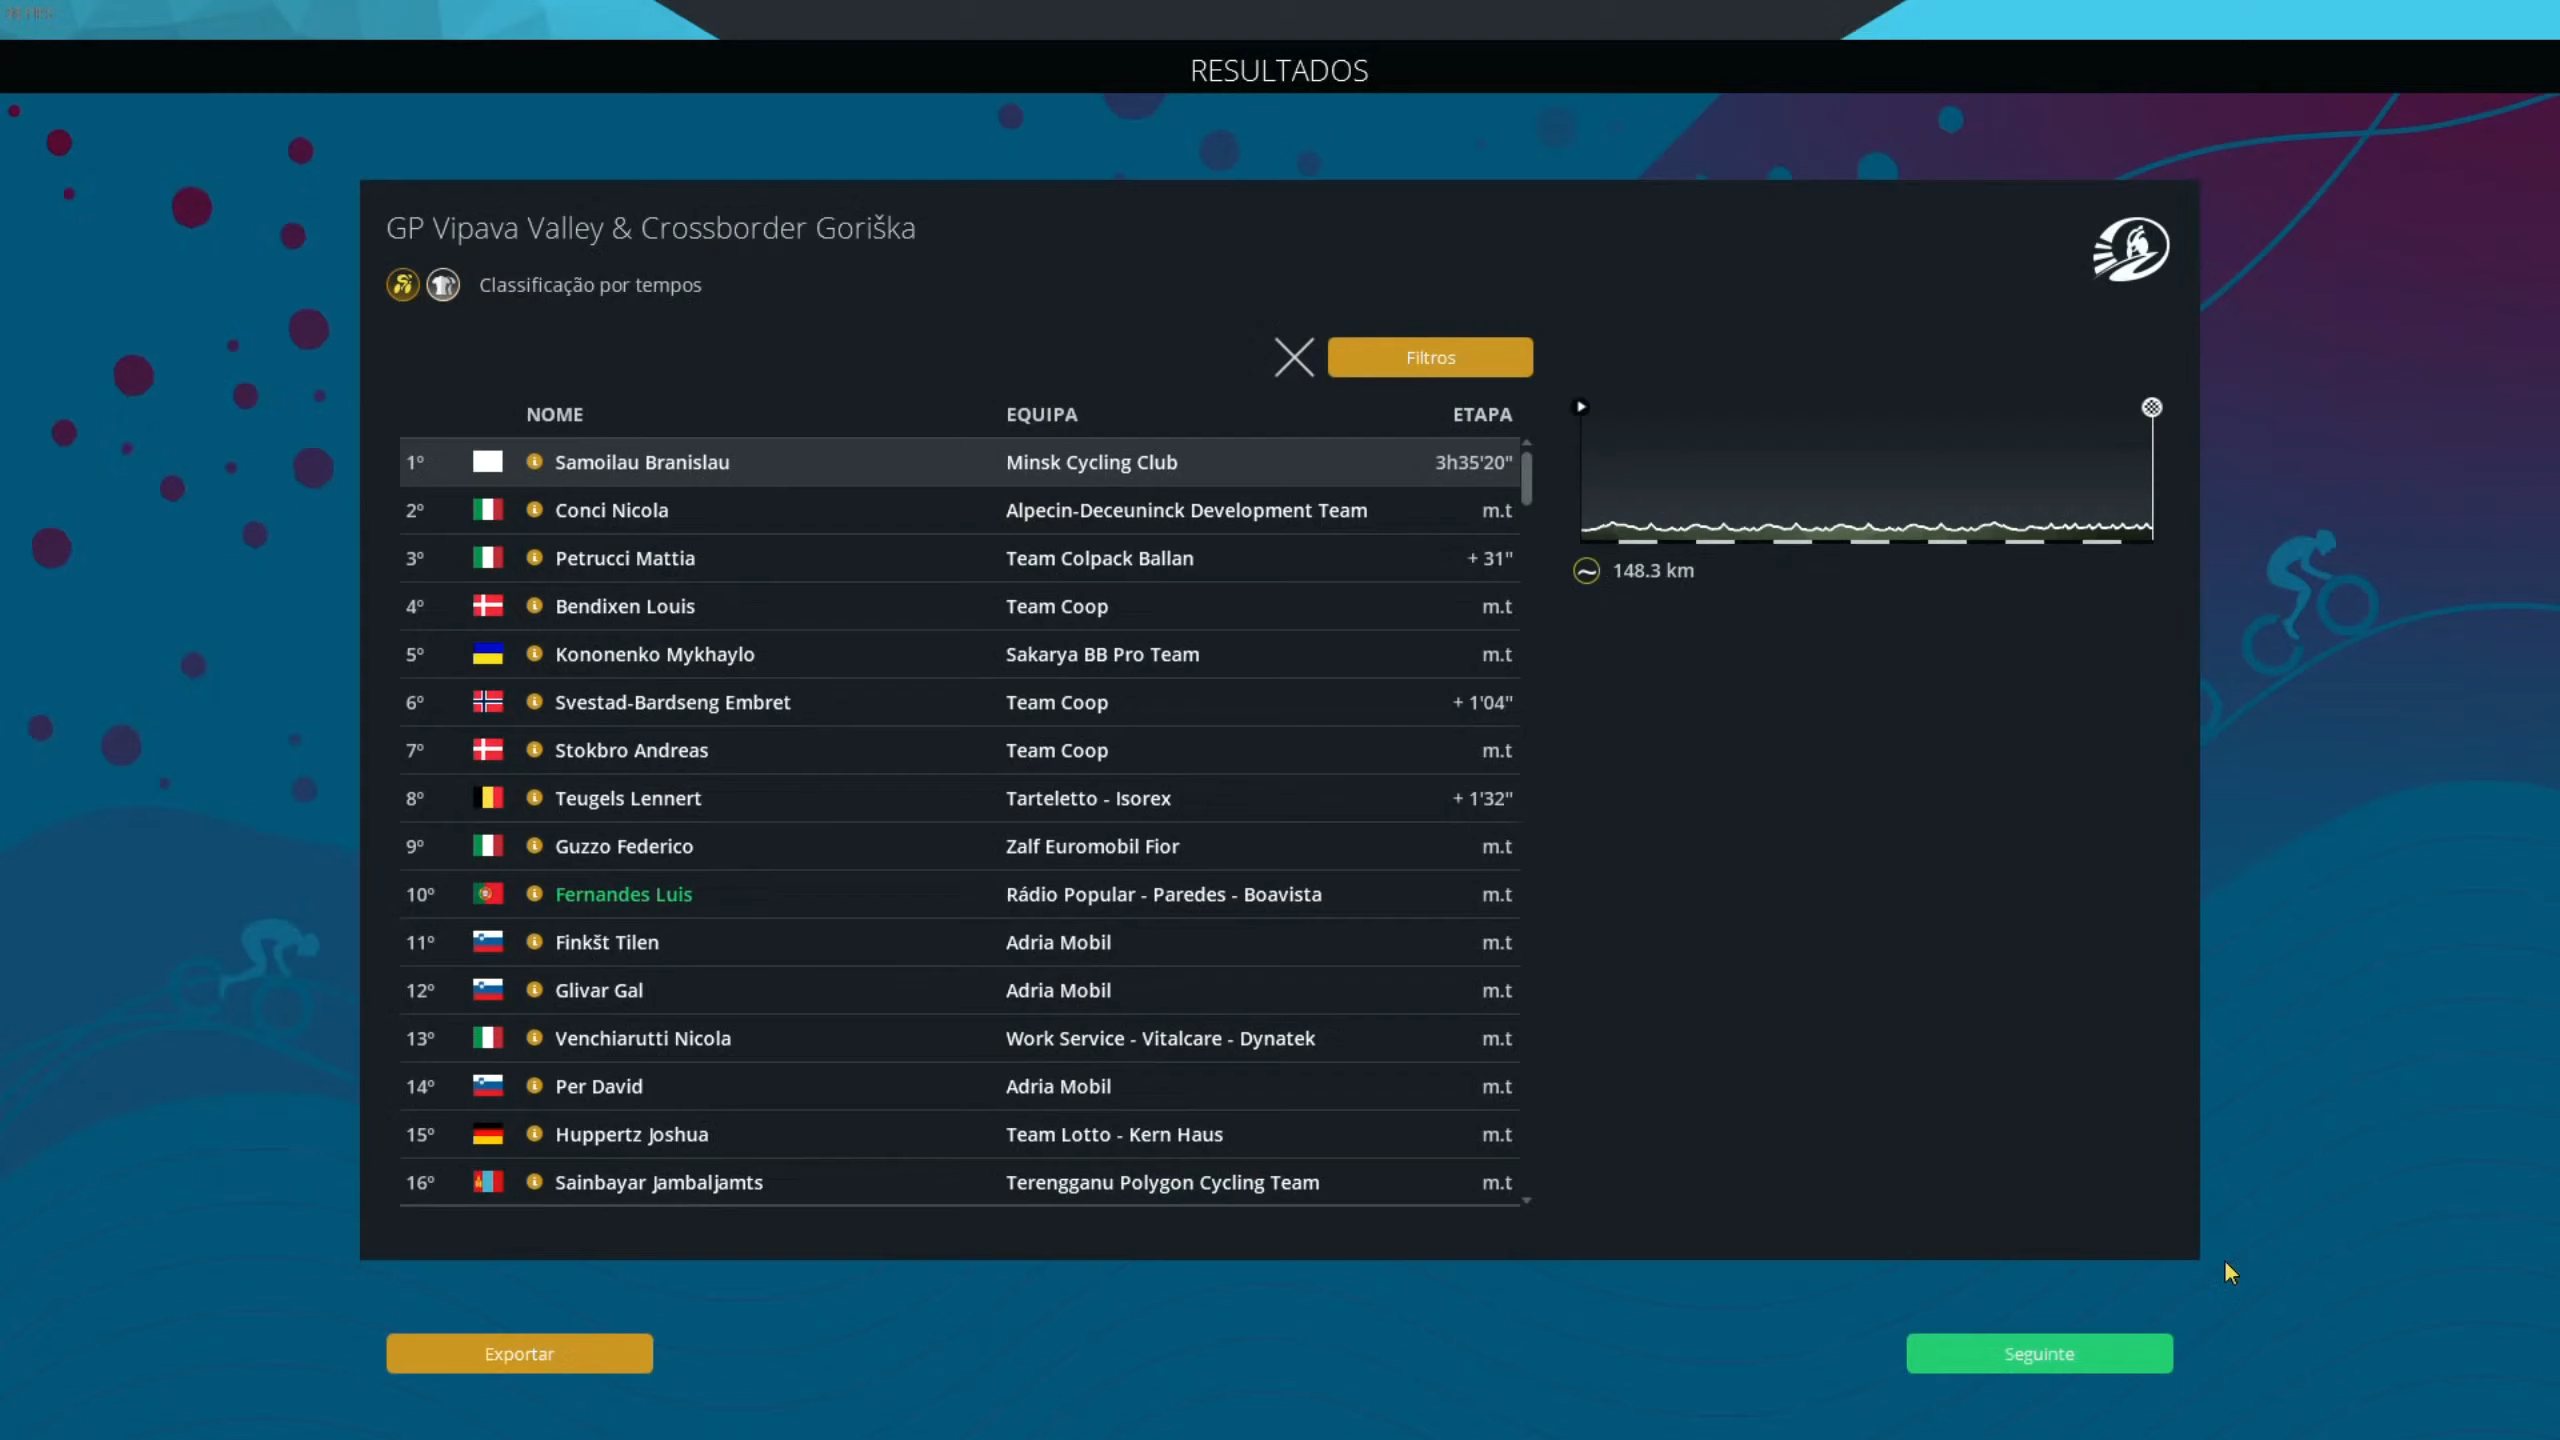 RESULTADOS
GP Vipava Valley & Crossborder Goriška
Classificação por tempos
Filtros
NOME EQUIPA ETAPA
1º Samoilau Branislau Minsk Cycling Club 3h35'20"
2º Conci Nicola Alpecin-Deceuninck Development Team m.t
3º Petrucci Mattia Team Colpack Ballan + 31"
4º Bendixen Louis Team Coop m.t
5º Kononenko Mykhaylo Sakarya BB Pro Team m.t
6º Svestad-Bardseng Embret Team Coop + 1'04"
7º Stokbro Andreas Team Coop m.t
8º Teugels Lennert Tarteletto - Isorex + 1'32"
9º Guzzo Federico Zalf Euromobil Fior m.t
10º Fernandes Luis Rádio Popular - Paredes - Boavista m.t
11º Finkšt Tilen Adria Mobil m.t
12º Glivar Gal Adria Mobil m.t
13º Venchiarutti Nicola Work Service - Vitalcare - Dynatek m.t
14º Per David Adria Mobil m.t
15º Huppertz Joshua Team Lotto - Kern Haus m.t
16º Sainbayar Jambaljamts Terengganu Polygon Cycling Team m.t
148.3 km
Exportar
Seguinte